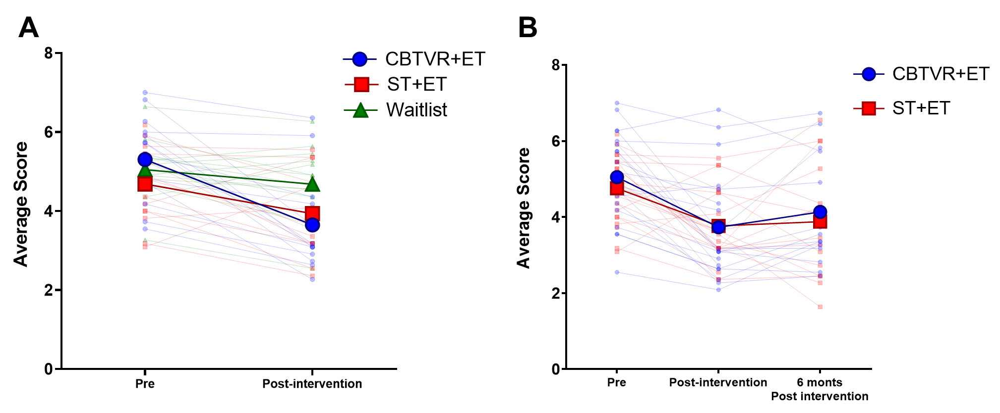 A
8
6
4
2
0
Average Score
Pre
Post-intervention
CBTVR+ET
ST+ET
Waitlist
B
8
6
4
2
0
Average Score
Pre
Post-intervention
6 monts
Post intervention
CBTVR+ET
ST+ET